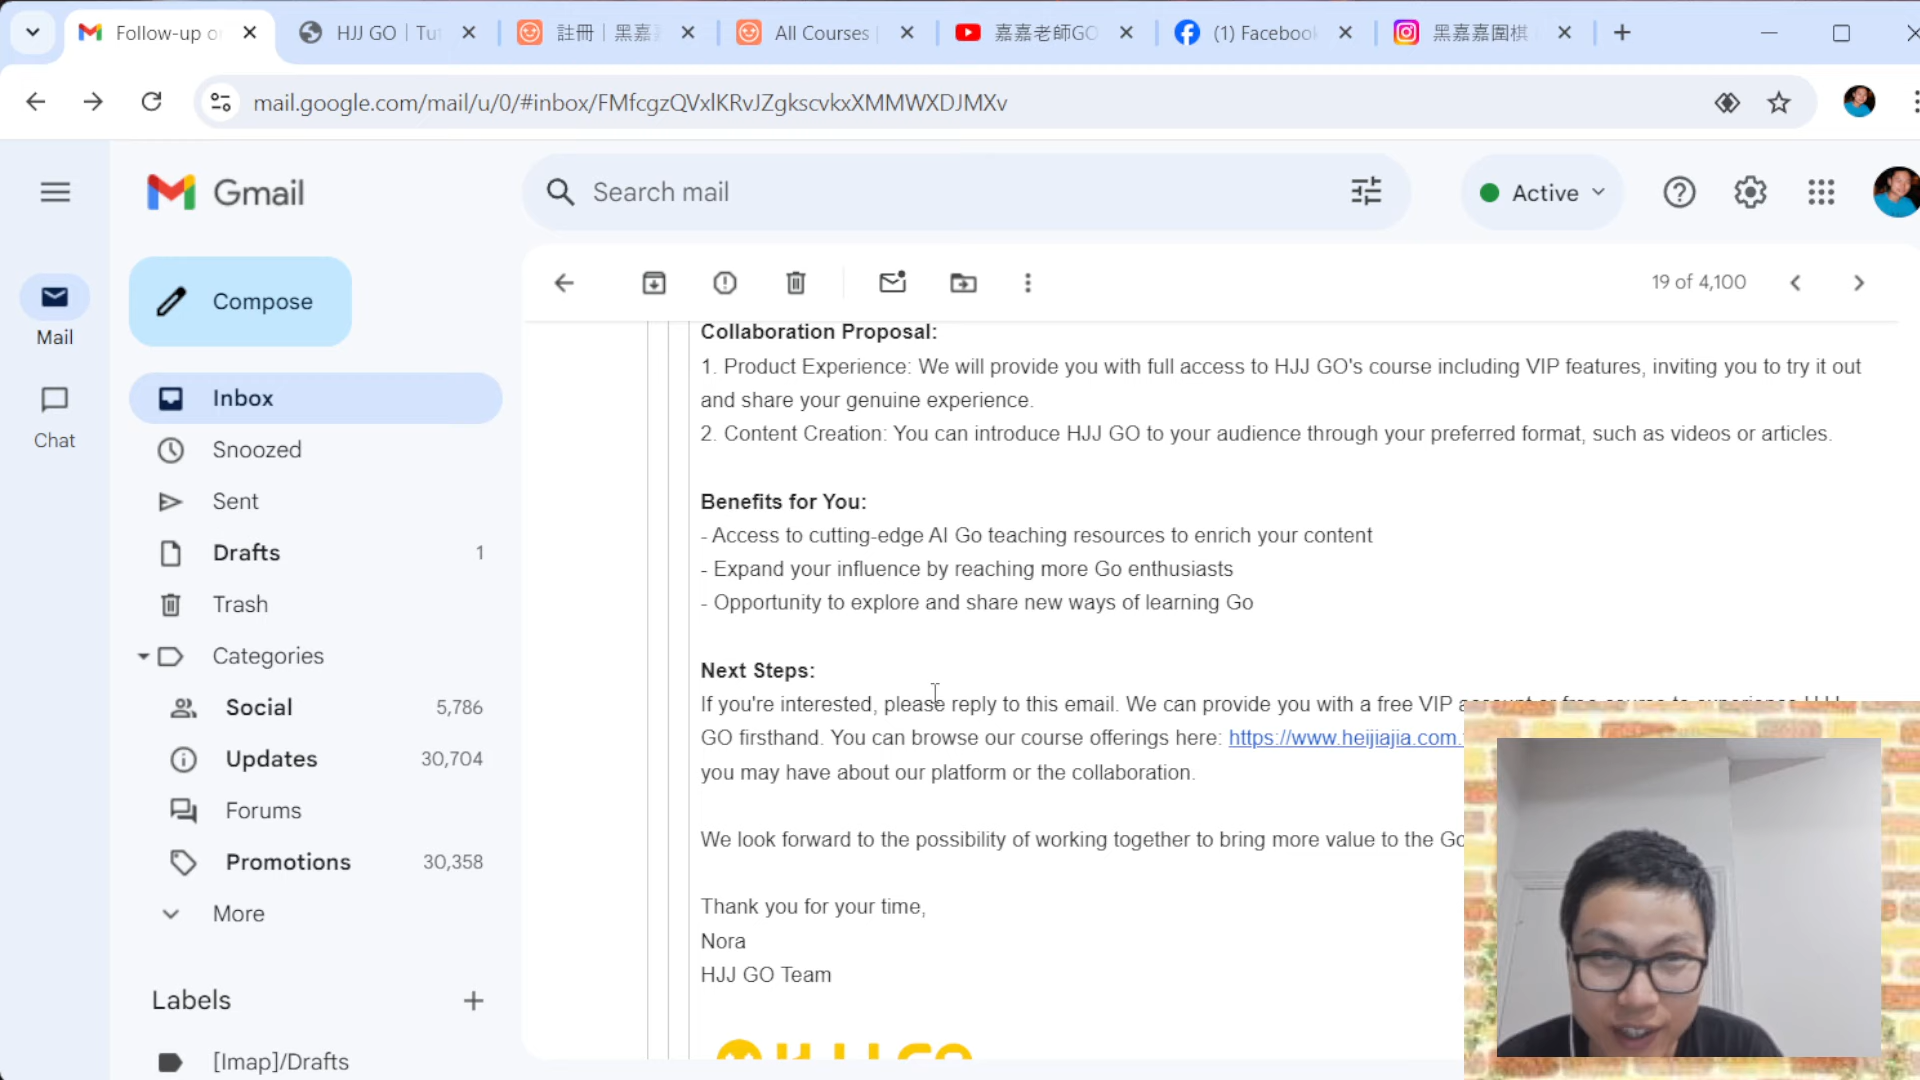 Follow-up o
HJJ GO | Tu
註冊 | 黑嘉
All Courses |
嘉嘉老師GO
(1) Facebook
黑嘉嘉圍棋
mail.google.com/mail/u/0/#inbox/FMfcgzQVxlKRvJZgkscvkxXMMWXDJMXv
Gmail
Search mail
Active
Compose
Mail
Chat
19 of 4,100
Inbox
Snoozed
Sent
Drafts 1
Trash
Categories
Social 5,786
Updates 30,704
Forums
Promotions 30,358
More
Labels
[Imap]/Drafts
Collaboration Proposal:
1. Product Experience: We will provide you with full access to HJJ GO's course including VIP features, inviting you to try it out
and share your genuine experience.
2. Content Creation: You can introduce HJJ GO to your audience through your preferred format, such as videos or articles.
Benefits for You:
- Access to cutting-edge AI Go teaching resources to enrich your content
- Expand your influence by reaching more Go enthusiasts
- Opportunity to explore and share new ways of learning Go
Next Steps:
If you're interested, please reply to this email. We can provide you with a free VIP
GO firsthand. You can browse our course offerings here: https://www.heijiajia.com.
you may have about our platform or the collaboration.
We look forward to the possibility of working together to bring more value to the Go
Thank you for your time,
Nora
HJJ GO Team